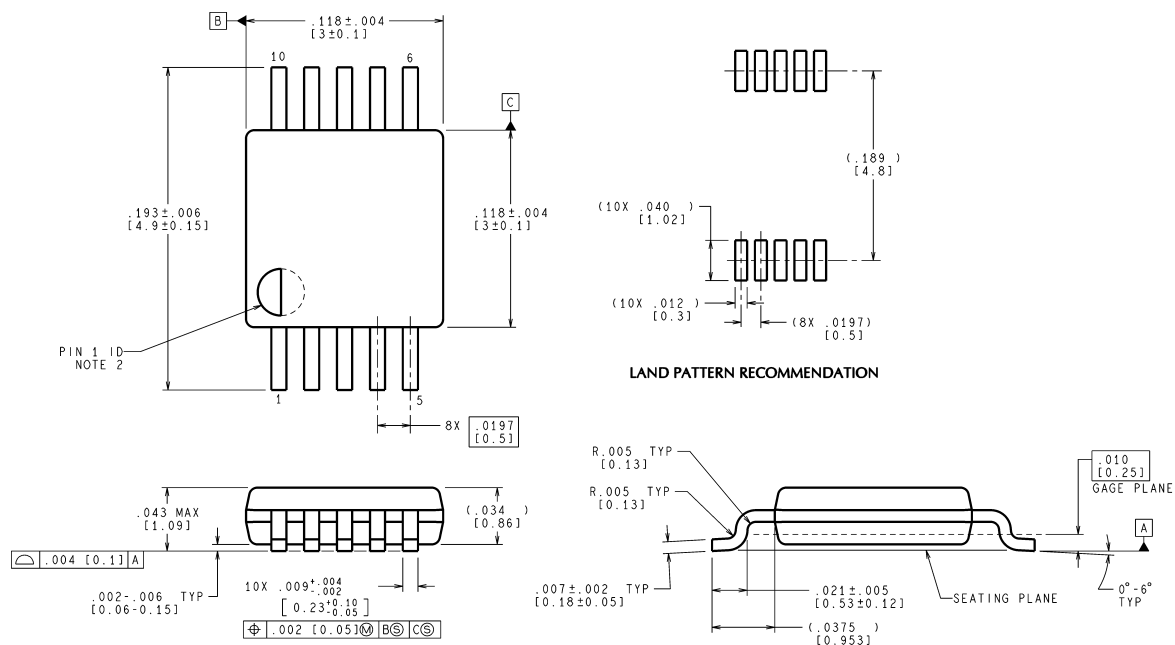 B
.118±.004
[3±0.1]
10
6
C
.193±.006
[4.9±0.15]
.118±.004
[3±0.1]
PIN 1 ID
NOTE 2
1
5
8X .0197
[0.5]
(.189 )
[4.8]
(10X .040 )
[1.02]
(10X .012 )
[0.3]
(8X .0197)
[0.5]
LAND PATTERN RECOMMENDATION
.043 MAX
[1.09]
(.034 )
[0.86]
⌓ .004 [0.1] A
.002-.006 TYP
[0.06-0.15]
10X .009+.004-.002
[0.23+0.10-0.05]
⌖ .002 [0.05]Ⓜ BⓈ CⓈ
R.005 TYP
[0.13]
R.005 TYP
[0.13]
.010
[0.25]
GAGE PLANE
A
.007±.002 TYP
[0.18±0.05]
.021±.005
[0.53±0.12]
(.0375 )
[0.953]
SEATING PLANE
0°-6°
TYP